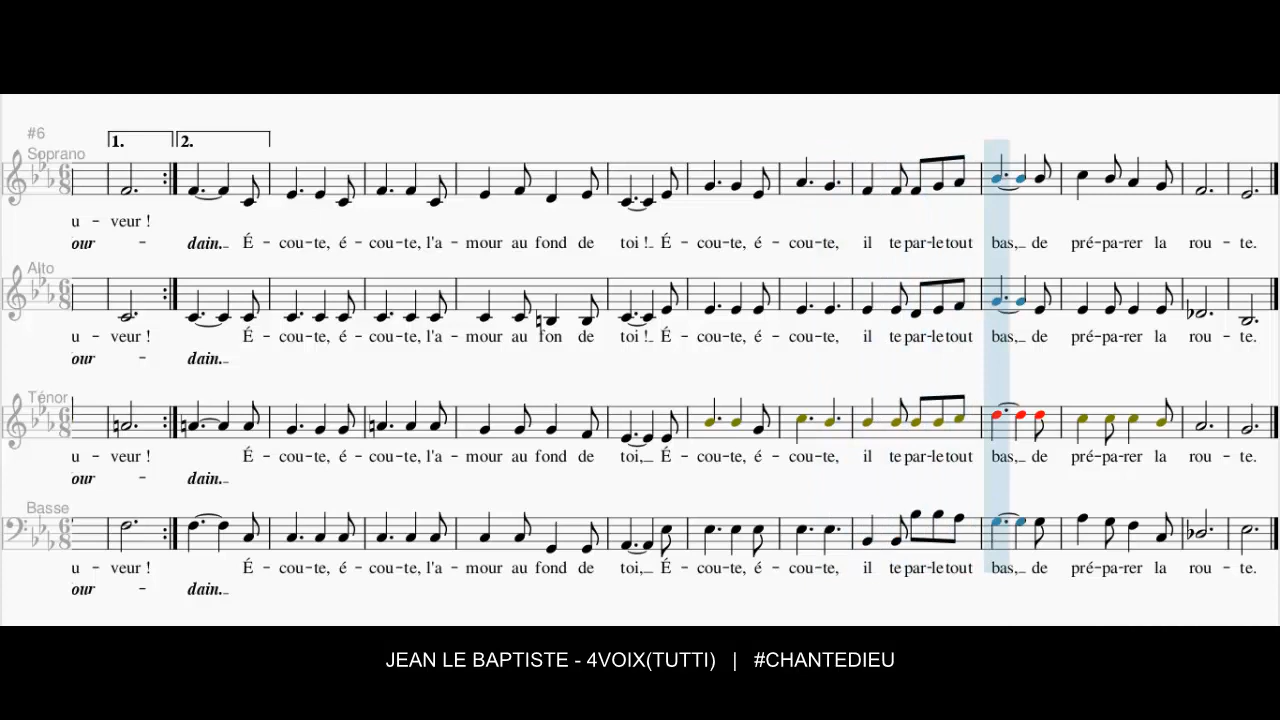 #6
1. 2.
Soprano
u - veur !
our - dain. É - cou-te, é - cou-te, l'a - mour au fond de toi ! É - cou-te, é - cou-te, il te par-le tout bas, de pré-pa-rer la rou - te.
Alto
u - veur ! É - cou-te, é - cou-te, l'a - mour au fon de toi ! É - cou-te, é - cou-te, il te par-le tout bas, de pré-pa-rer la rou - te.
our - dain.
Ténor
u - veur ! É - cou-te, é - cou-te, l'a - mour au fond de toi, É - cou-te, é - cou-te, il te par-le tout bas, de pré-pa-rer la rou - te.
our - dain.
Basse
u - veur ! É - cou-te, é - cou-te, l'a - mour au fond de toi, É - cou-te, é - cou-te, il te par-le tout bas, de pré-pa-rer la rou - te.
our - dain.
JEAN LE BAPTISTE - 4VOIX(TUTTI) | #CHANTEDIEU